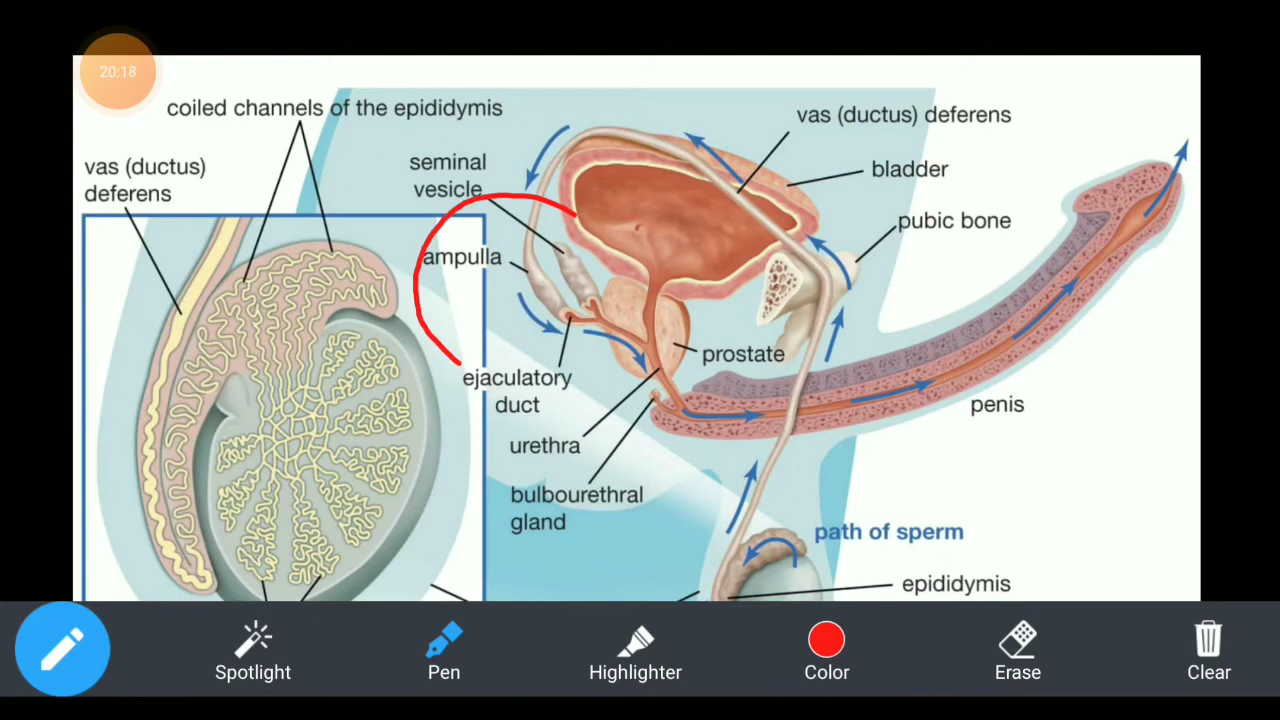 20:18
coiled channels of the epididymis
vas (ductus) deferens
vas (ductus)
deferens
seminal
vesicle
bladder
pubic bone
ampulla
prostate
ejaculatory
duct
penis
urethra
bulbourethral
gland
path of sperm
epididymis
Spotlight
Pen
Highlighter
Color
Erase
Clear